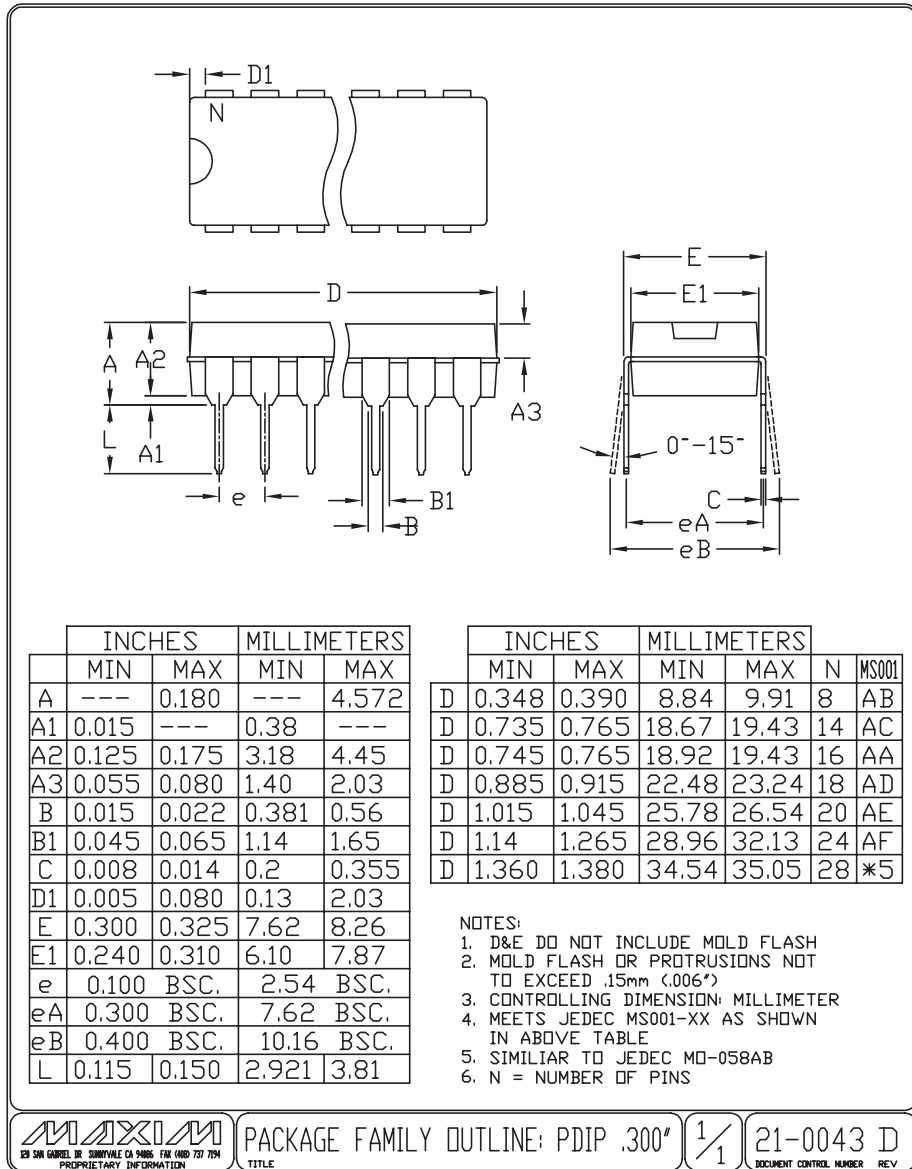 D1
N
D
A
A2
L
A1
A3
e
B1
B
E
E1
0°-15°
C
eA
eB
INCHES MILLIMETERS
MIN MAX MIN MAX
A --- 0.180 --- 4.572
A1 0.015 --- 0.38 ---
A2 0.125 0.175 3.18 4.45
A3 0.055 0.080 1.40 2.03
B 0.015 0.022 0.381 0.56
B1 0.045 0.065 1.14 1.65
C 0.008 0.014 0.2 0.355
D1 0.005 0.080 0.13 2.03
E 0.300 0.325 7.62 8.26
E1 0.240 0.310 6.10 7.87
e 0.100 BSC. 2.54 BSC.
eA 0.300 BSC. 7.62 BSC.
eB 0.400 BSC. 10.16 BSC.
L 0.115 0.150 2.921 3.81
INCHES MILLIMETERS
MIN MAX MIN MAX N MS001
D 0.348 0.390 8.84 9.91 8 AB
D 0.735 0.765 18.67 19.43 14 AC
D 0.745 0.765 18.92 19.43 16 AA
D 0.885 0.915 22.48 23.24 18 AD
D 1.015 1.045 25.78 26.54 20 AE
D 1.14 1.265 28.96 32.13 24 AF
D 1.360 1.380 34.54 35.05 28 *5
NOTES:
1. D&E DO NOT INCLUDE MOLD FLASH
2. MOLD FLASH OR PROTRUSIONS NOT
TO EXCEED .15mm (.006")
3. CONTROLLING DIMENSION: MILLIMETER
4. MEETS JEDEC MS001-XX AS SHOWN
IN ABOVE TABLE
5. SIMILIAR TO JEDEC MO-058AB
6. N = NUMBER OF PINS
MAXIM
120 SAN GABRIEL DR SUNNYVALE CA 94086 FAX (408) 737 7194
PROPRIETARY INFORMATION
PACKAGE FAMILY OUTLINE: PDIP .300"
TITLE
1/1
21-0043 D
DOCUMENT CONTROL NUMBER REV